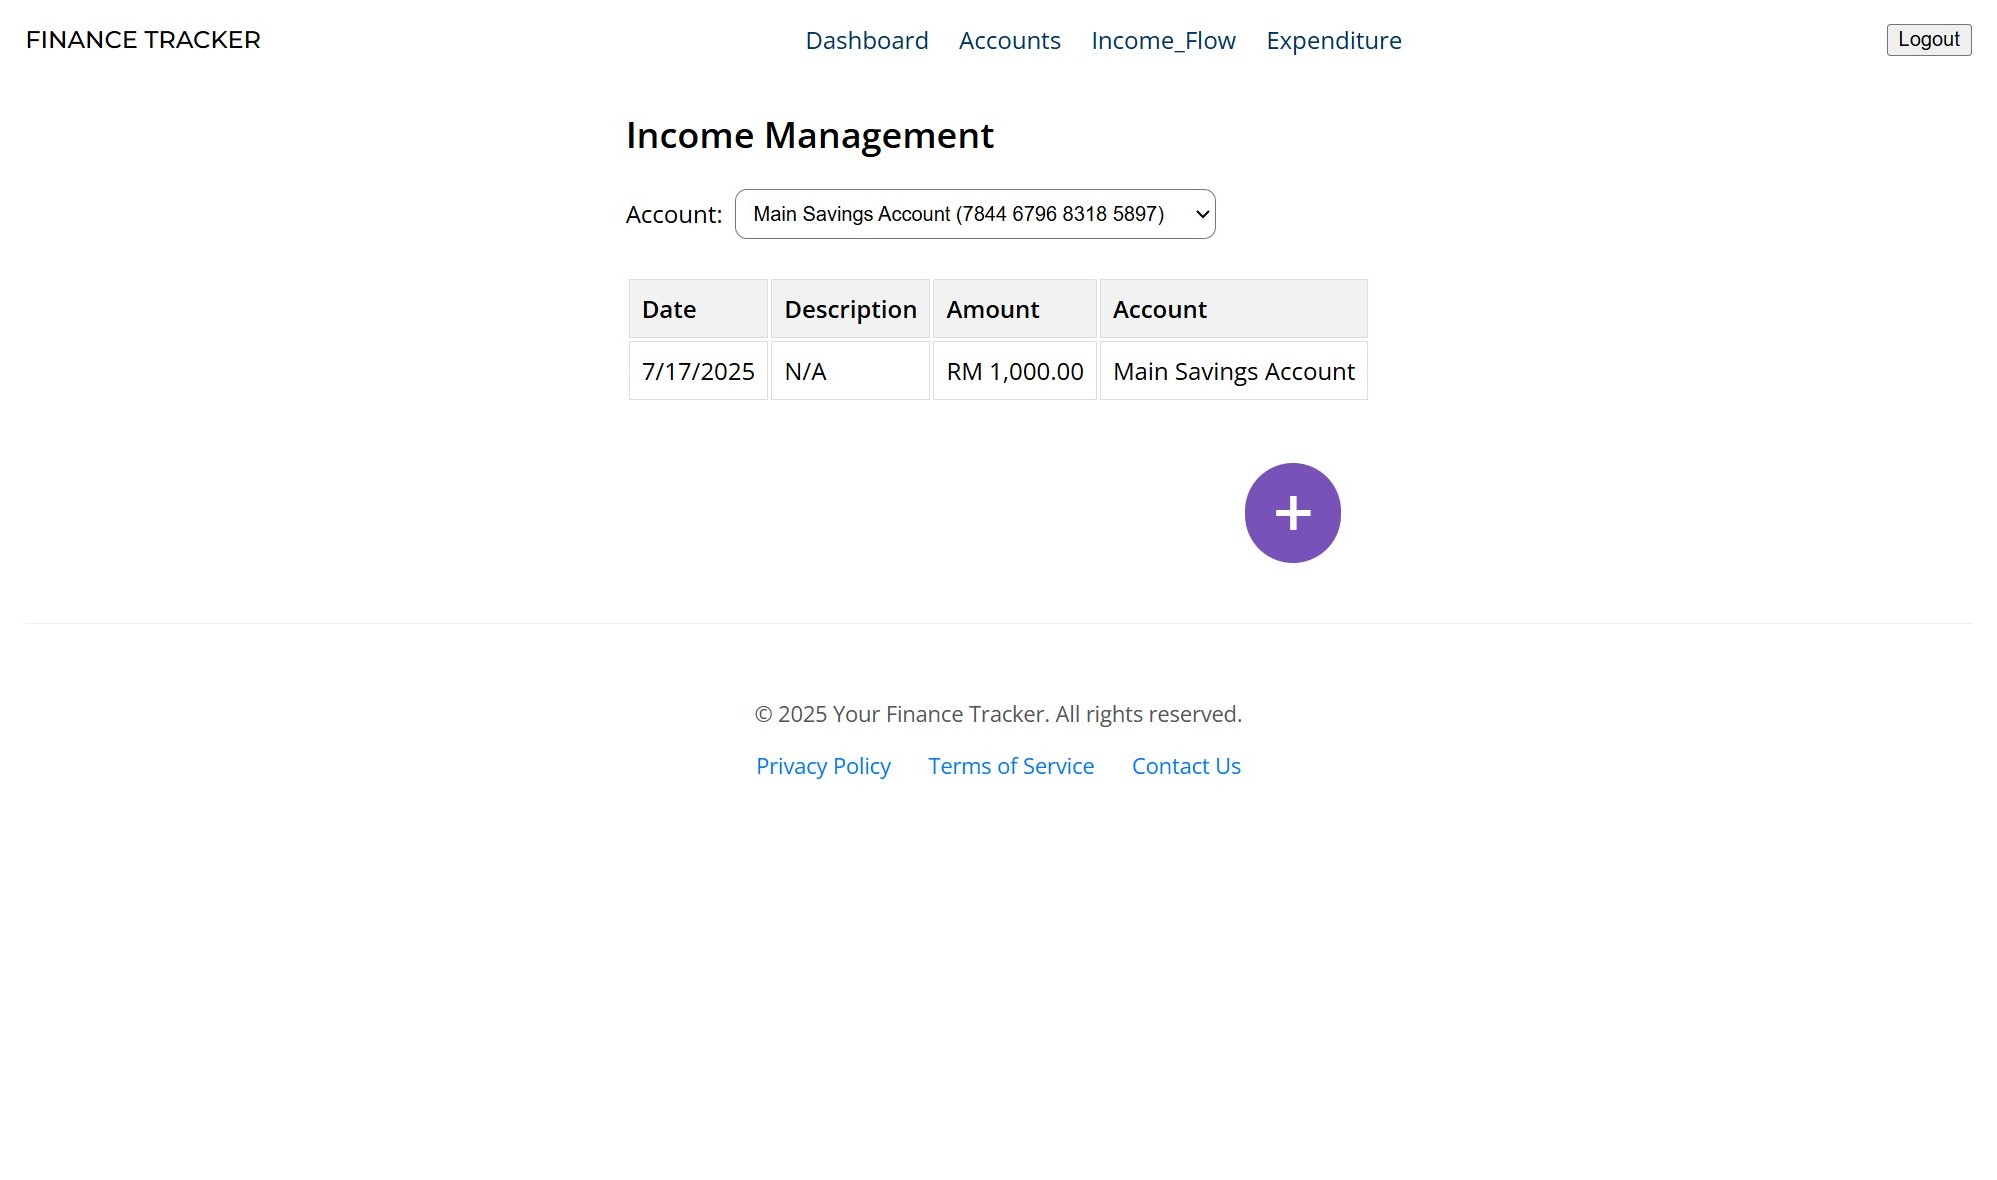 FINANCE TRACKER Dashboard Accounts Income_Flow Expenditure Logout
Income Management
Account: Main Savings Account (7844 6796 8318 5897)
Date Description Amount Account
7/17/2025 N/A RM 1,000.00 Main Savings Account
+
© 2025 Your Finance Tracker. All rights reserved.
Privacy Policy Terms of Service Contact Us